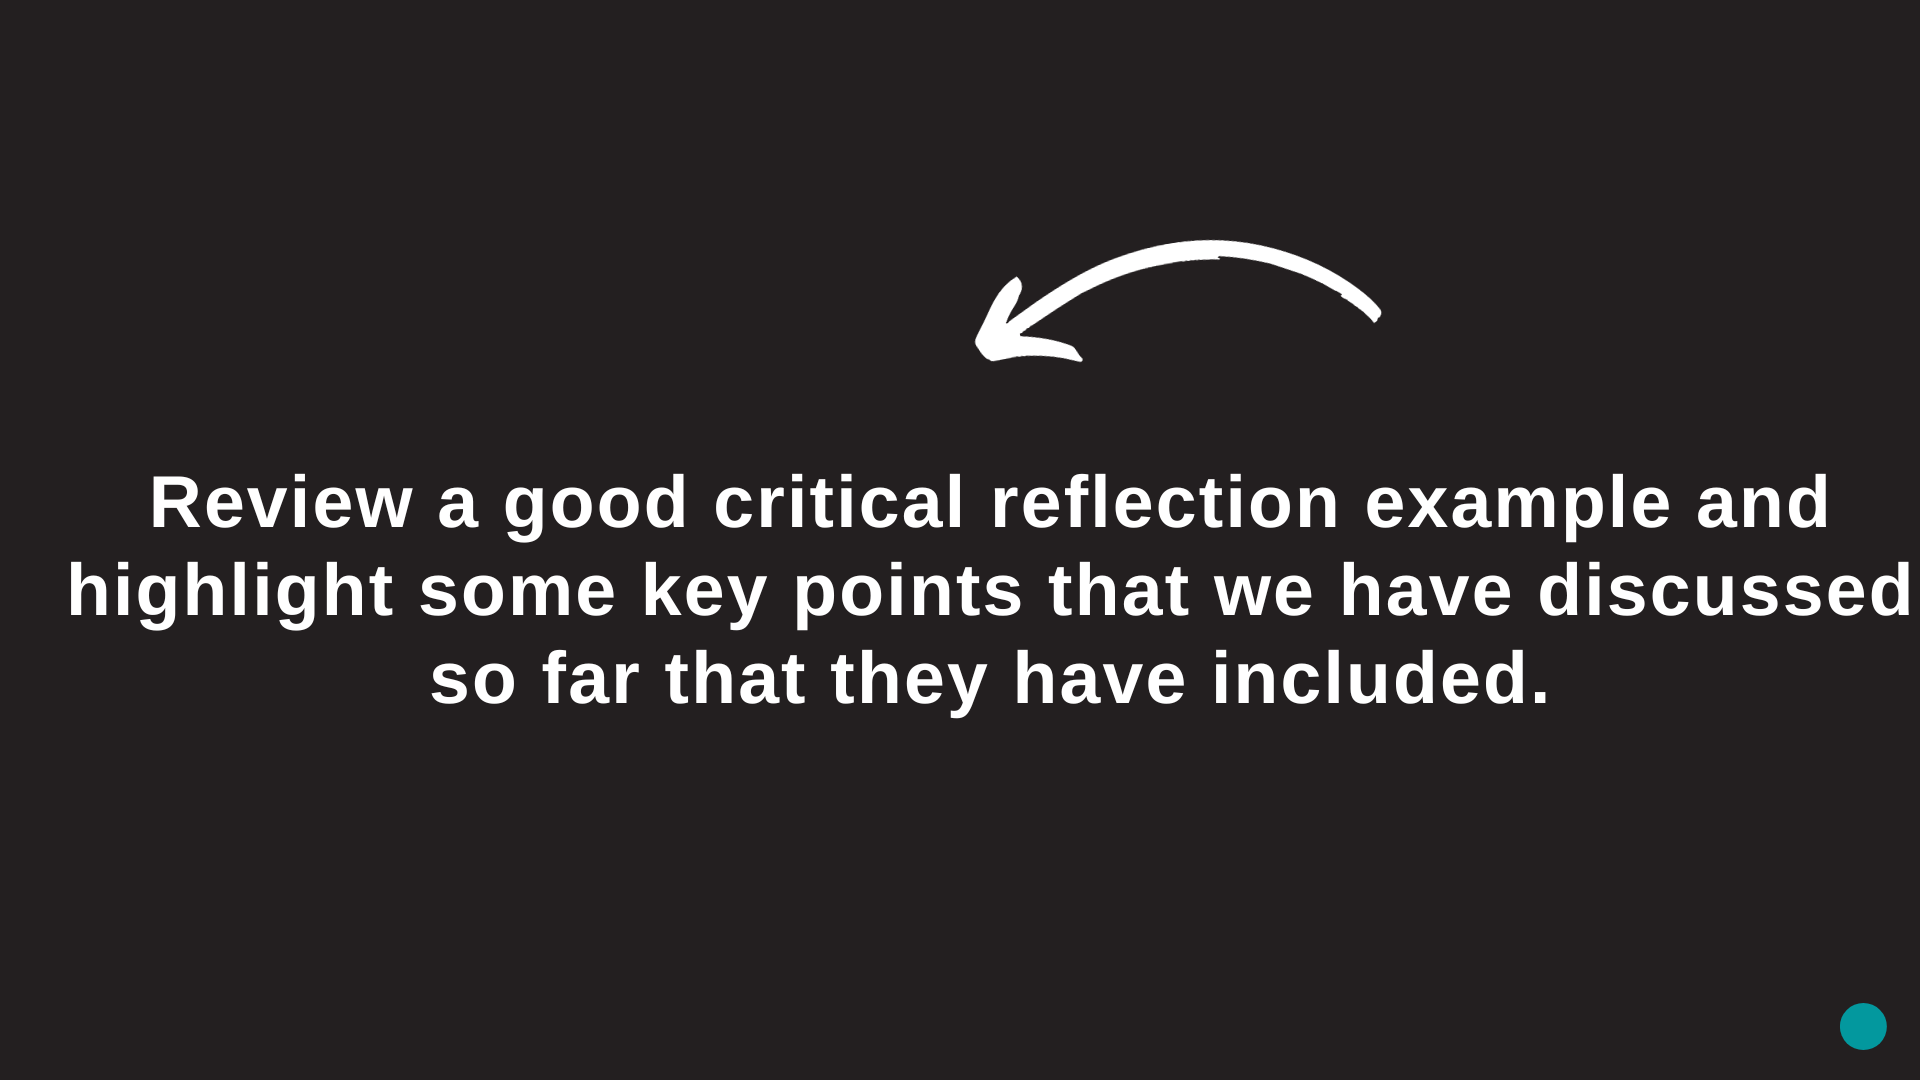 Review a good critical reflection example and
highlight some key points that we have discussed
so far that they have included.